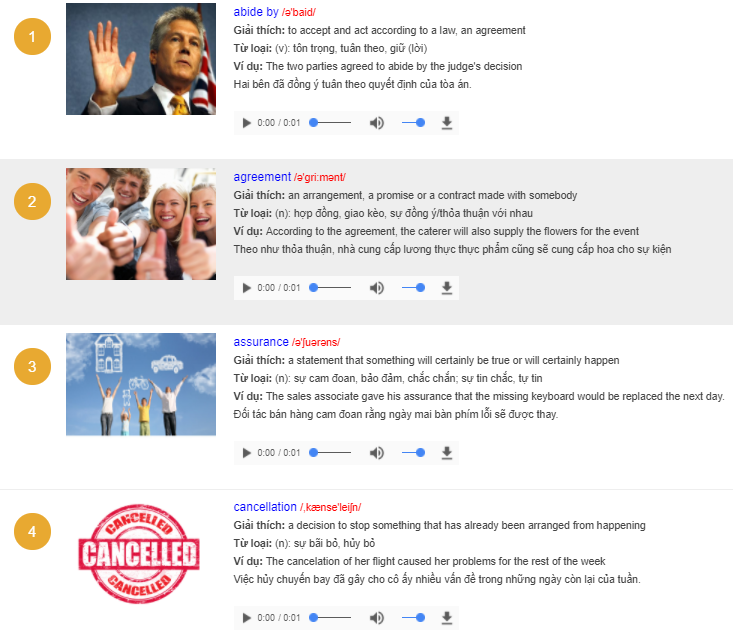 1
abide by /ə'baid/
Giải thích: to accept and act according to a law, an agreement
Từ loại: (v): tôn trọng, tuân theo, giữ (lời)
Ví dụ: The two parties agreed to abide by the judge's decision
Hai bên đã đồng ý tuân theo quyết định của tòa án.
0:00 / 0:01
2
agreement /ə'gri:mənt/
Giải thích: an arrangement, a promise or a contract made with somebody
Từ loại: (n): hợp đồng, giao kèo, sự đồng ý/thỏa thuận với nhau
Ví dụ: According to the agreement, the caterer will also supply the flowers for the event
Theo như thỏa thuận, nhà cung cấp lương thực thực phẩm cũng sẽ cung cấp hoa cho sự kiện
0:00 / 0:01
3
assurance /ə'ʃuərəns/
Giải thích: a statement that something will certainly be true or will certainly happen
Từ loại: (n): sự cam đoan, bảo đảm, chắc chắn; sự tin chắc, tự tin
Ví dụ: The sales associate gave his assurance that the missing keyboard would be replaced the next day.
Đối tác bán hàng cam đoan rằng ngày mai bàn phím lỗi sẽ được thay.
0:00 / 0:01
4
CANCELLED
CANCELLED
CANCELLED
cancellation /,kænse'leiʃn/
Giải thích: a decision to stop something that has already been arranged from happening
Từ loại: (n): sự bãi bỏ, hủy bỏ
Ví dụ: The cancelation of her flight caused her problems for the rest of the week
Việc hủy chuyến bay đã gây cho cô ấy nhiều vấn đề trong những ngày còn lại của tuần.
0:00 / 0:01